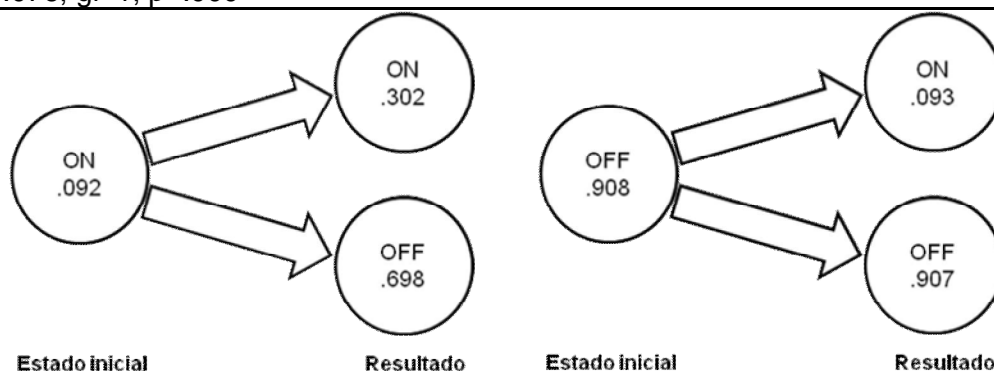 ON
.302
ON
.092
OFF
.698
Estado inicial
Resultado
ON
.093
OFF
.908
OFF
.907
Estado inicial
Resultado